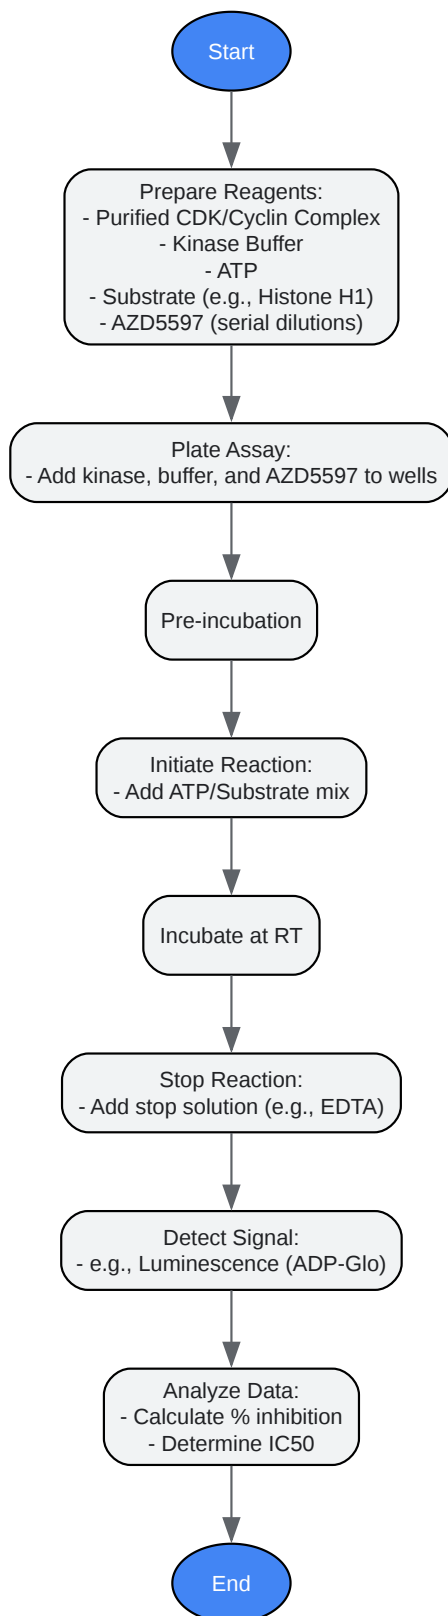 Start
Prepare Reagents:
- Purified CDK/Cyclin Complex
- Kinase Buffer
- ATP
- Substrate (e.g., Histone H1)
- AZD5597 (serial dilutions)
Plate Assay:
- Add kinase, buffer, and AZD5597 to wells
Pre-incubation
Initiate Reaction:
- Add ATP/Substrate mix
Incubate at RT
Stop Reaction:
- Add stop solution (e.g., EDTA)
Detect Signal:
- e.g., Luminescence (ADP-Glo)
Analyze Data:
- Calculate % inhibition
- Determine IC50
End